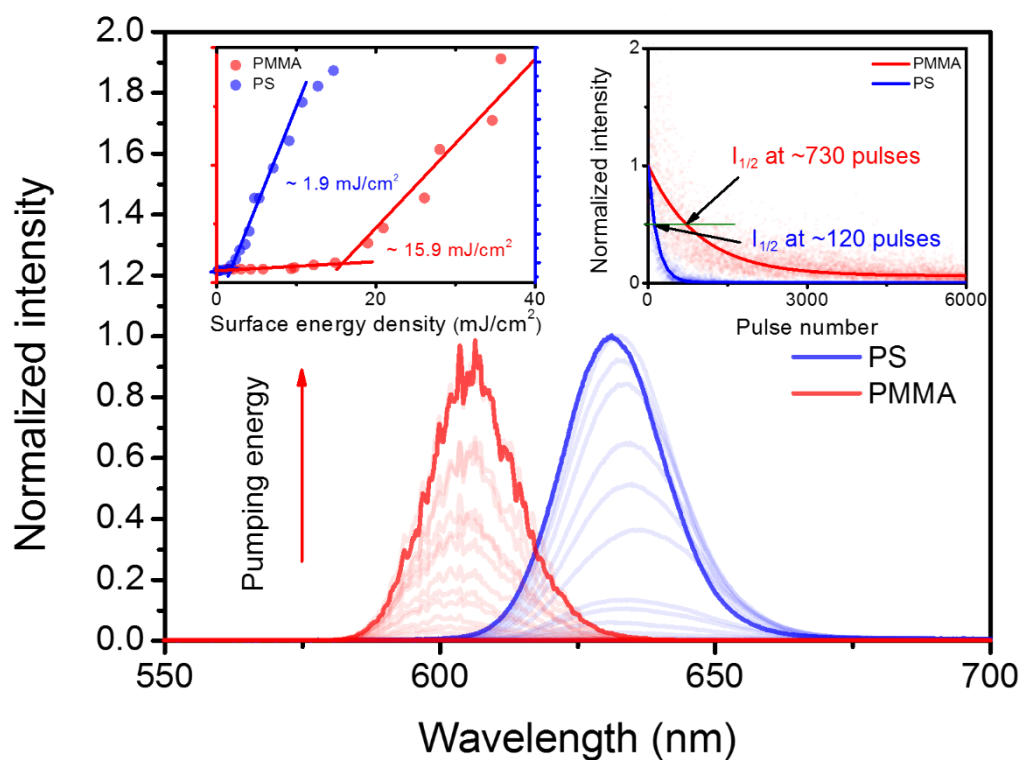 2.0
1.8
1.6
1.4
1.2
1.0
0.8
0.6
0.4
0.2
0.0
Normalized intensity
550
600
650
700
Wavelength (nm)
PMMA
PS
~ 1.9 mJ/cm²
~ 15.9 mJ/cm²
0
20
40
Surface energy density (mJ/cm²)
PMMA
PS
I1/2 at ~730 pulses
I1/2 at ~120 pulses
Normalized intensity
2
1
0
0
3000
6000
Pulse number
Pumping energy
PS
PMMA